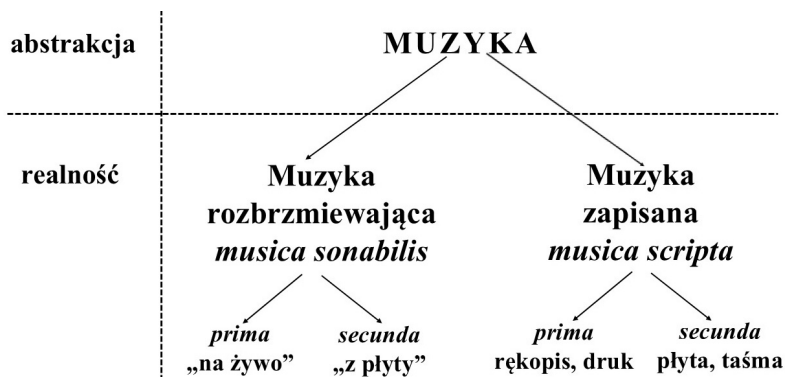 abstrakcja
MUZYKA
realność
Muzyka
rozbrzmiewająca
musica sonabilis
Muzyka
zapisana
musica scripta
prima
„na żywo”
secunda
„z płyty”
prima
rękopis, druk
secunda
płyta, taśma